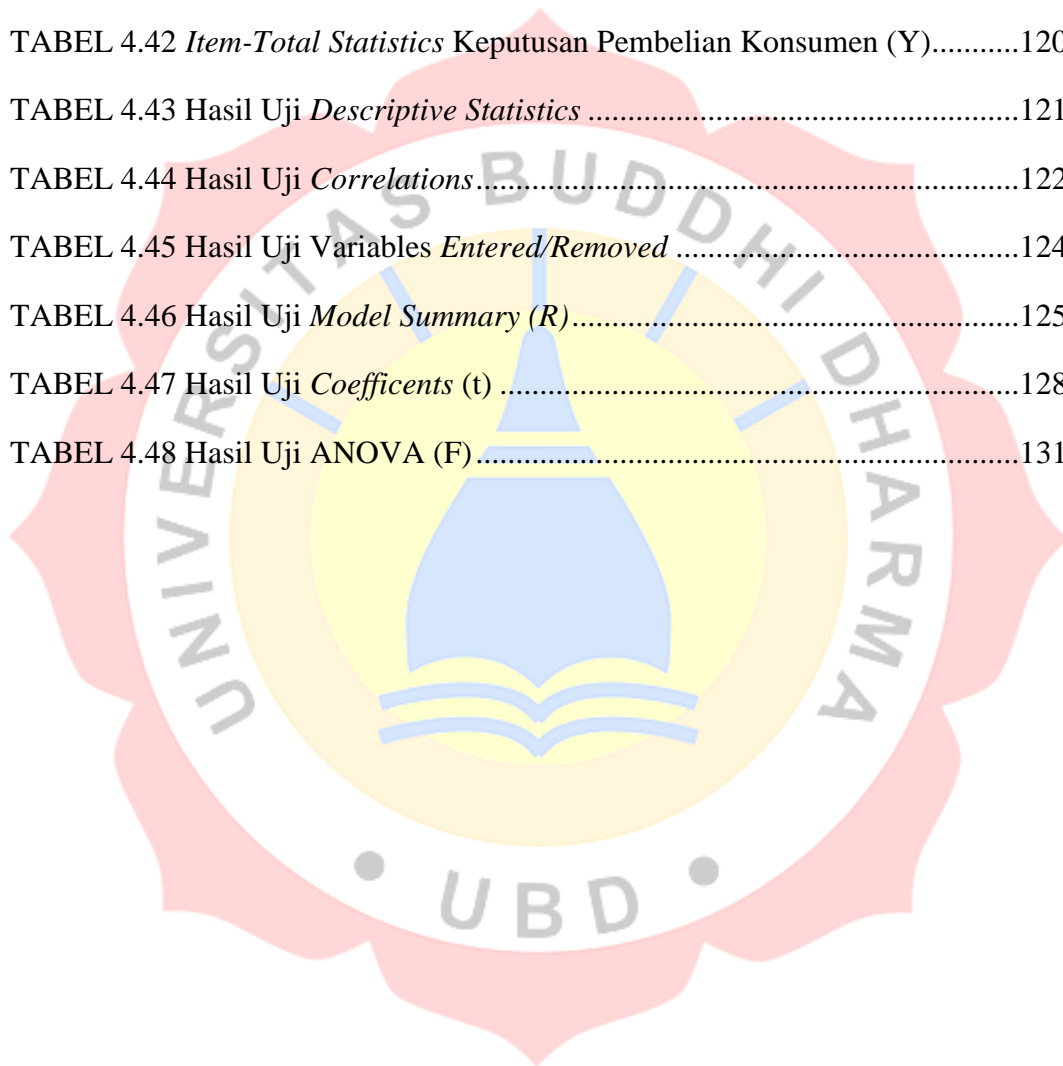 TABEL 4.42 Item-Total Statistics Keputusan Pembelian Konsumen (Y)...........120
TABEL 4.43 Hasil Uji Descriptive Statistics ..........................................................................121
TABEL 4.44 Hasil Uji Correlations..............................................................................122
TABEL 4.45 Hasil Uji Variables Entered/Removed .........................................................124
TABEL 4.46 Hasil Uji Model Summary (R)..........................................................................125
TABEL 4.47 Hasil Uji Coefficents (t) ......................................................................................128
TABEL 4.48 Hasil Uji ANOVA (F)..........................................................................................131
UNIVERSITAS BUDDHI DHARMA
• UBD •